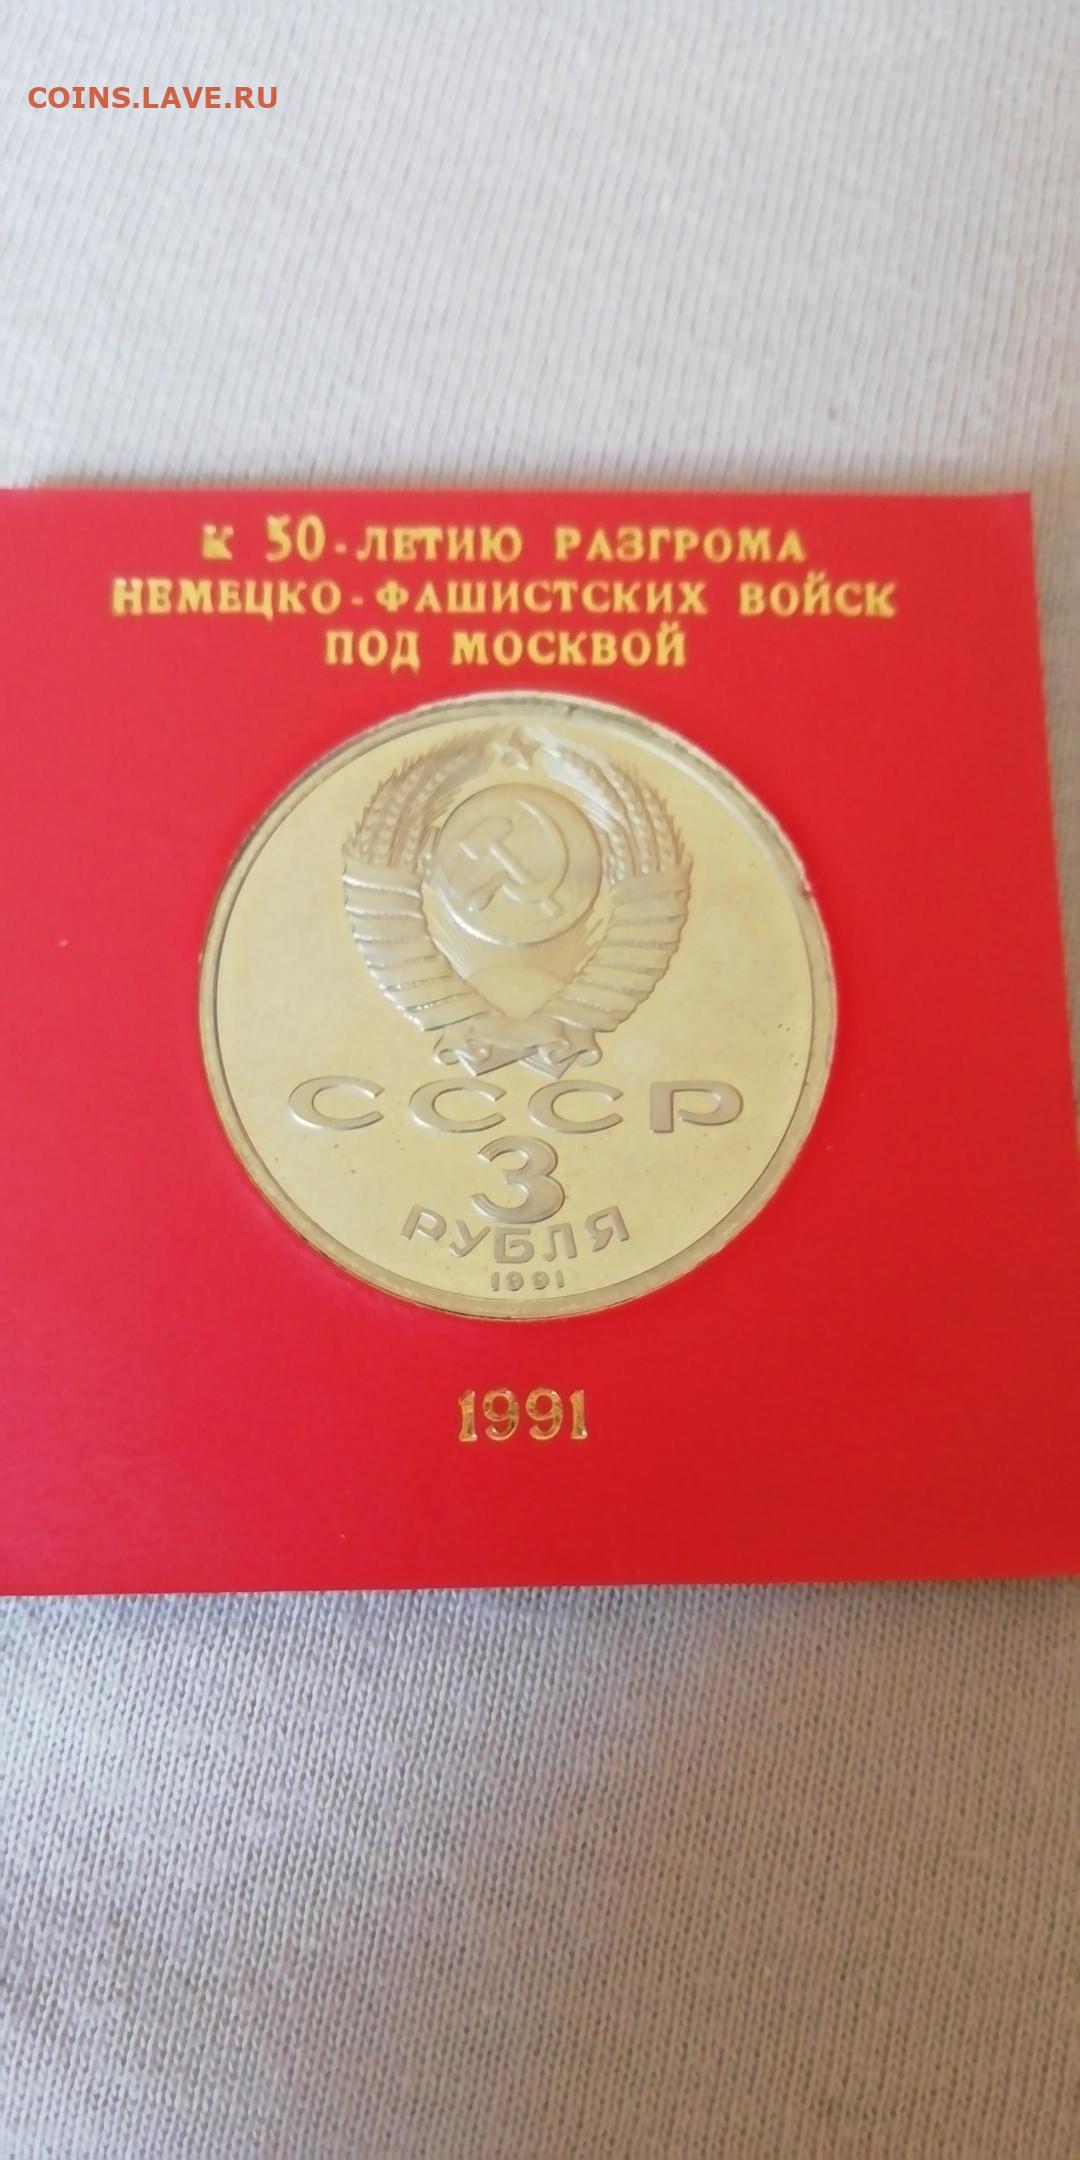 COINS.LAVE.RU
К 50-ЛЕТИЮ РАЗГРОМА
НЕМЕЦКО-ФАШИСТСКИХ ВОЙСК
ПОД МОСКВОЙ
СССР
3
РУБЛЯ
1991
1991